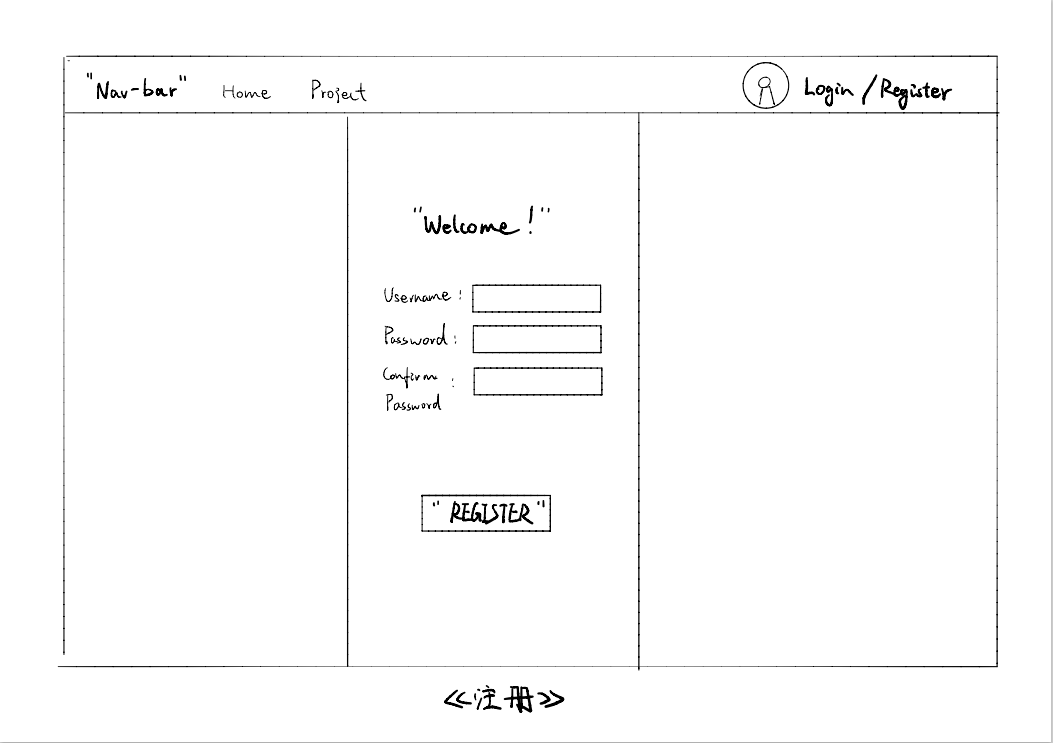 "Nav-bar" Home Project Login / Register
"Welcome!"
Username :
Password :
Confirm :
Password
"REGISTER"
《注册》